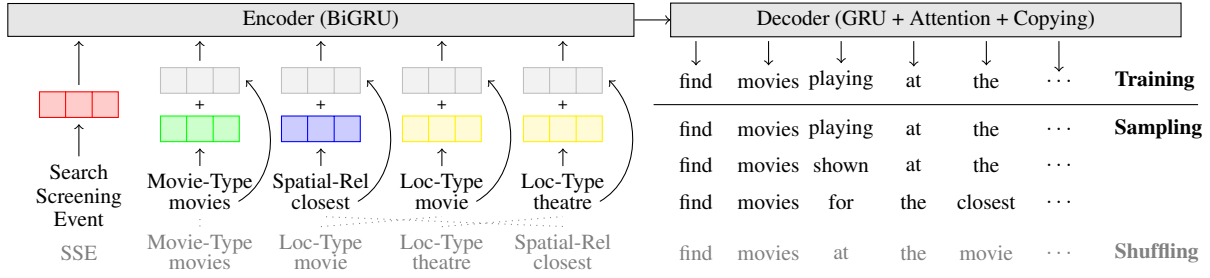 Encoder (BiGRU) Decoder (GRU + Attention + Copying)
find movies playing at the ... Training
+ + + +
find movies playing at the ... Sampling
Search Screening Event
Movie-Type movies
Spatial-Rel closest
Loc-Type movie
Loc-Type theatre
find movies shown at the ...
find movies for the closest ...
SSE
Movie-Type movies
Loc-Type movie
Loc-Type theatre
Spatial-Rel closest
find movies at the movie ... Shuffling